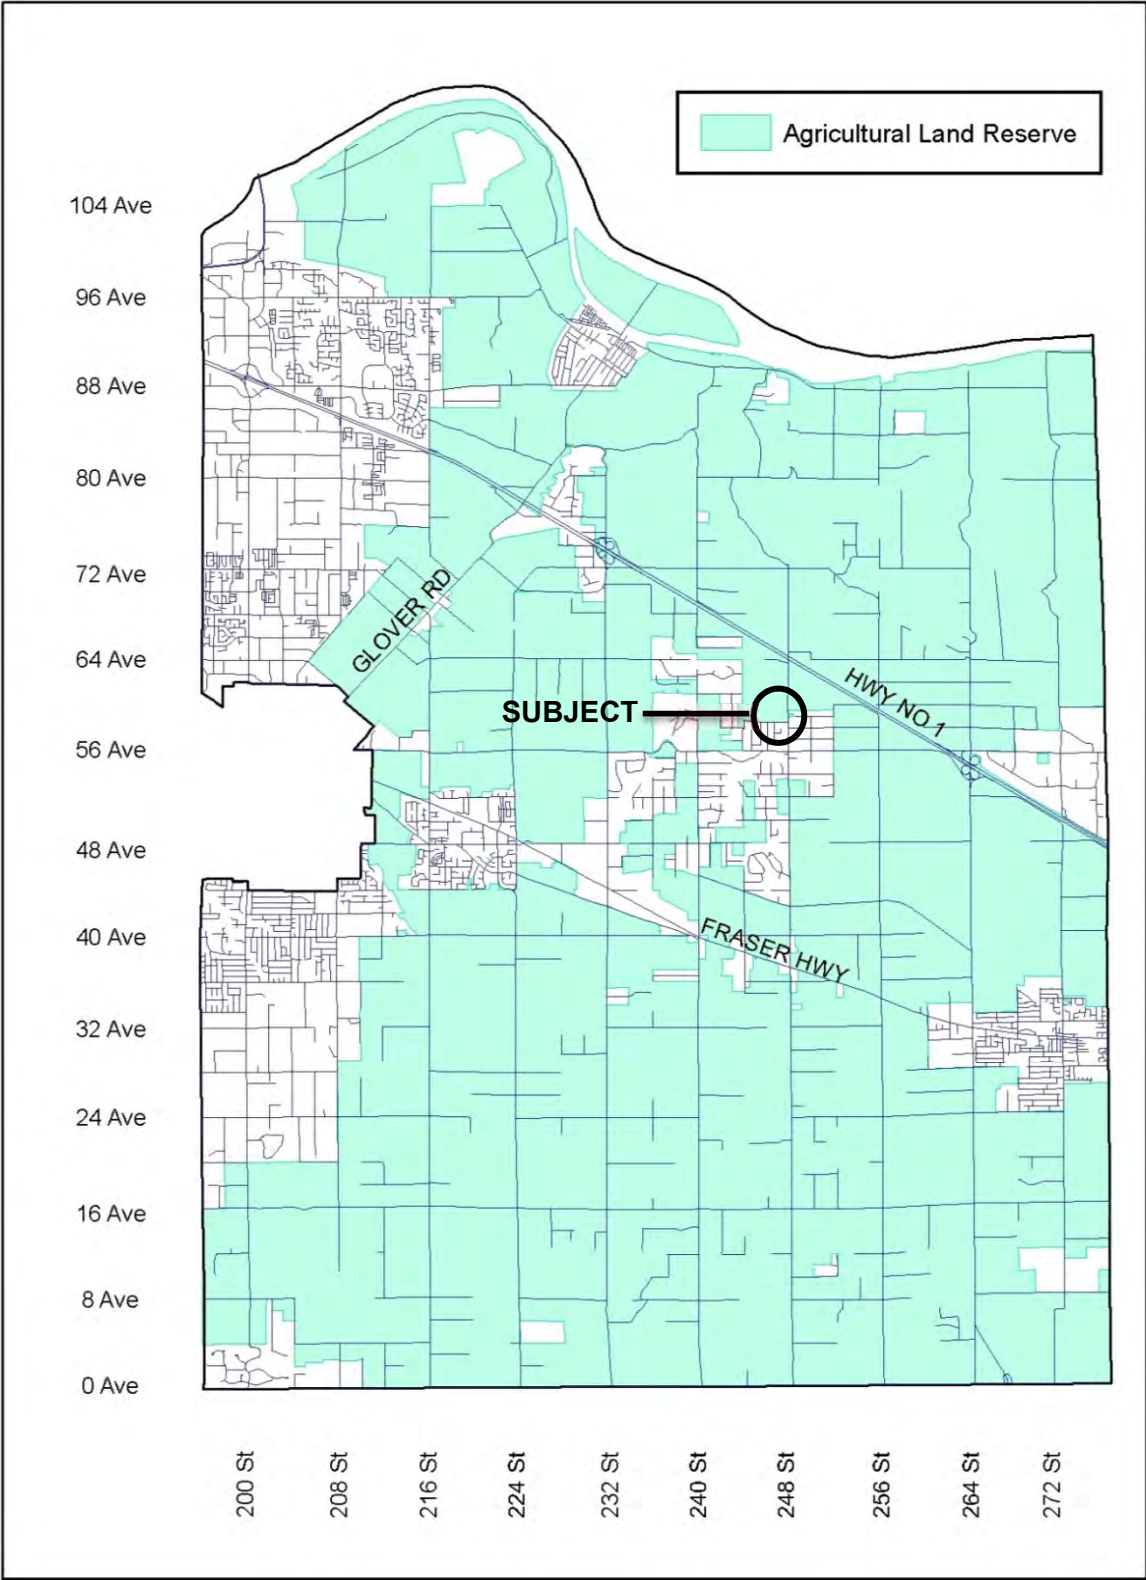 Agricultural Land Reserve
104 Ave
96 Ave
88 Ave
80 Ave
72 Ave
GLOVER RD
64 Ave
HWY NO 1
SUBJECT
56 Ave
48 Ave
40 Ave
FRASER HWY
32 Ave
24 Ave
16 Ave
8 Ave
0 Ave
200 St
208 St
216 St
224 St
232 St
240 St
248 St
256 St
264 St
272 St